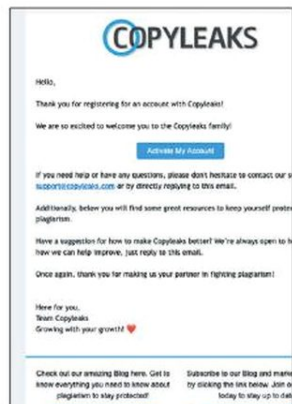 COPYLEAKS
Hello,
Thank you for registering for an account with Copyleaks!
We are so excited to welcome you to the Copyleaks family!
Activate My Account
If you need help or have any questions, please don't hesitate to contact our
support@copyleaks.com or by directly replying to this email.
Additionally, below you will find some great resources to keep yourself
plagiarism.
Have a suggestion for how to make Copyleaks better? We're always open to
how we can help improve, just reply to this email.
Once again, thank you for making us your partner in fighting plagiarism!
Here for you,
Team Copyleaks
Growing with your growth! ❤️
Check out our amazing Blog here. Get to
know everything you need to know about
plagiarism to stay protected!
Subscribe to our Blog and
by clicking the link below. Join
today to stay up to